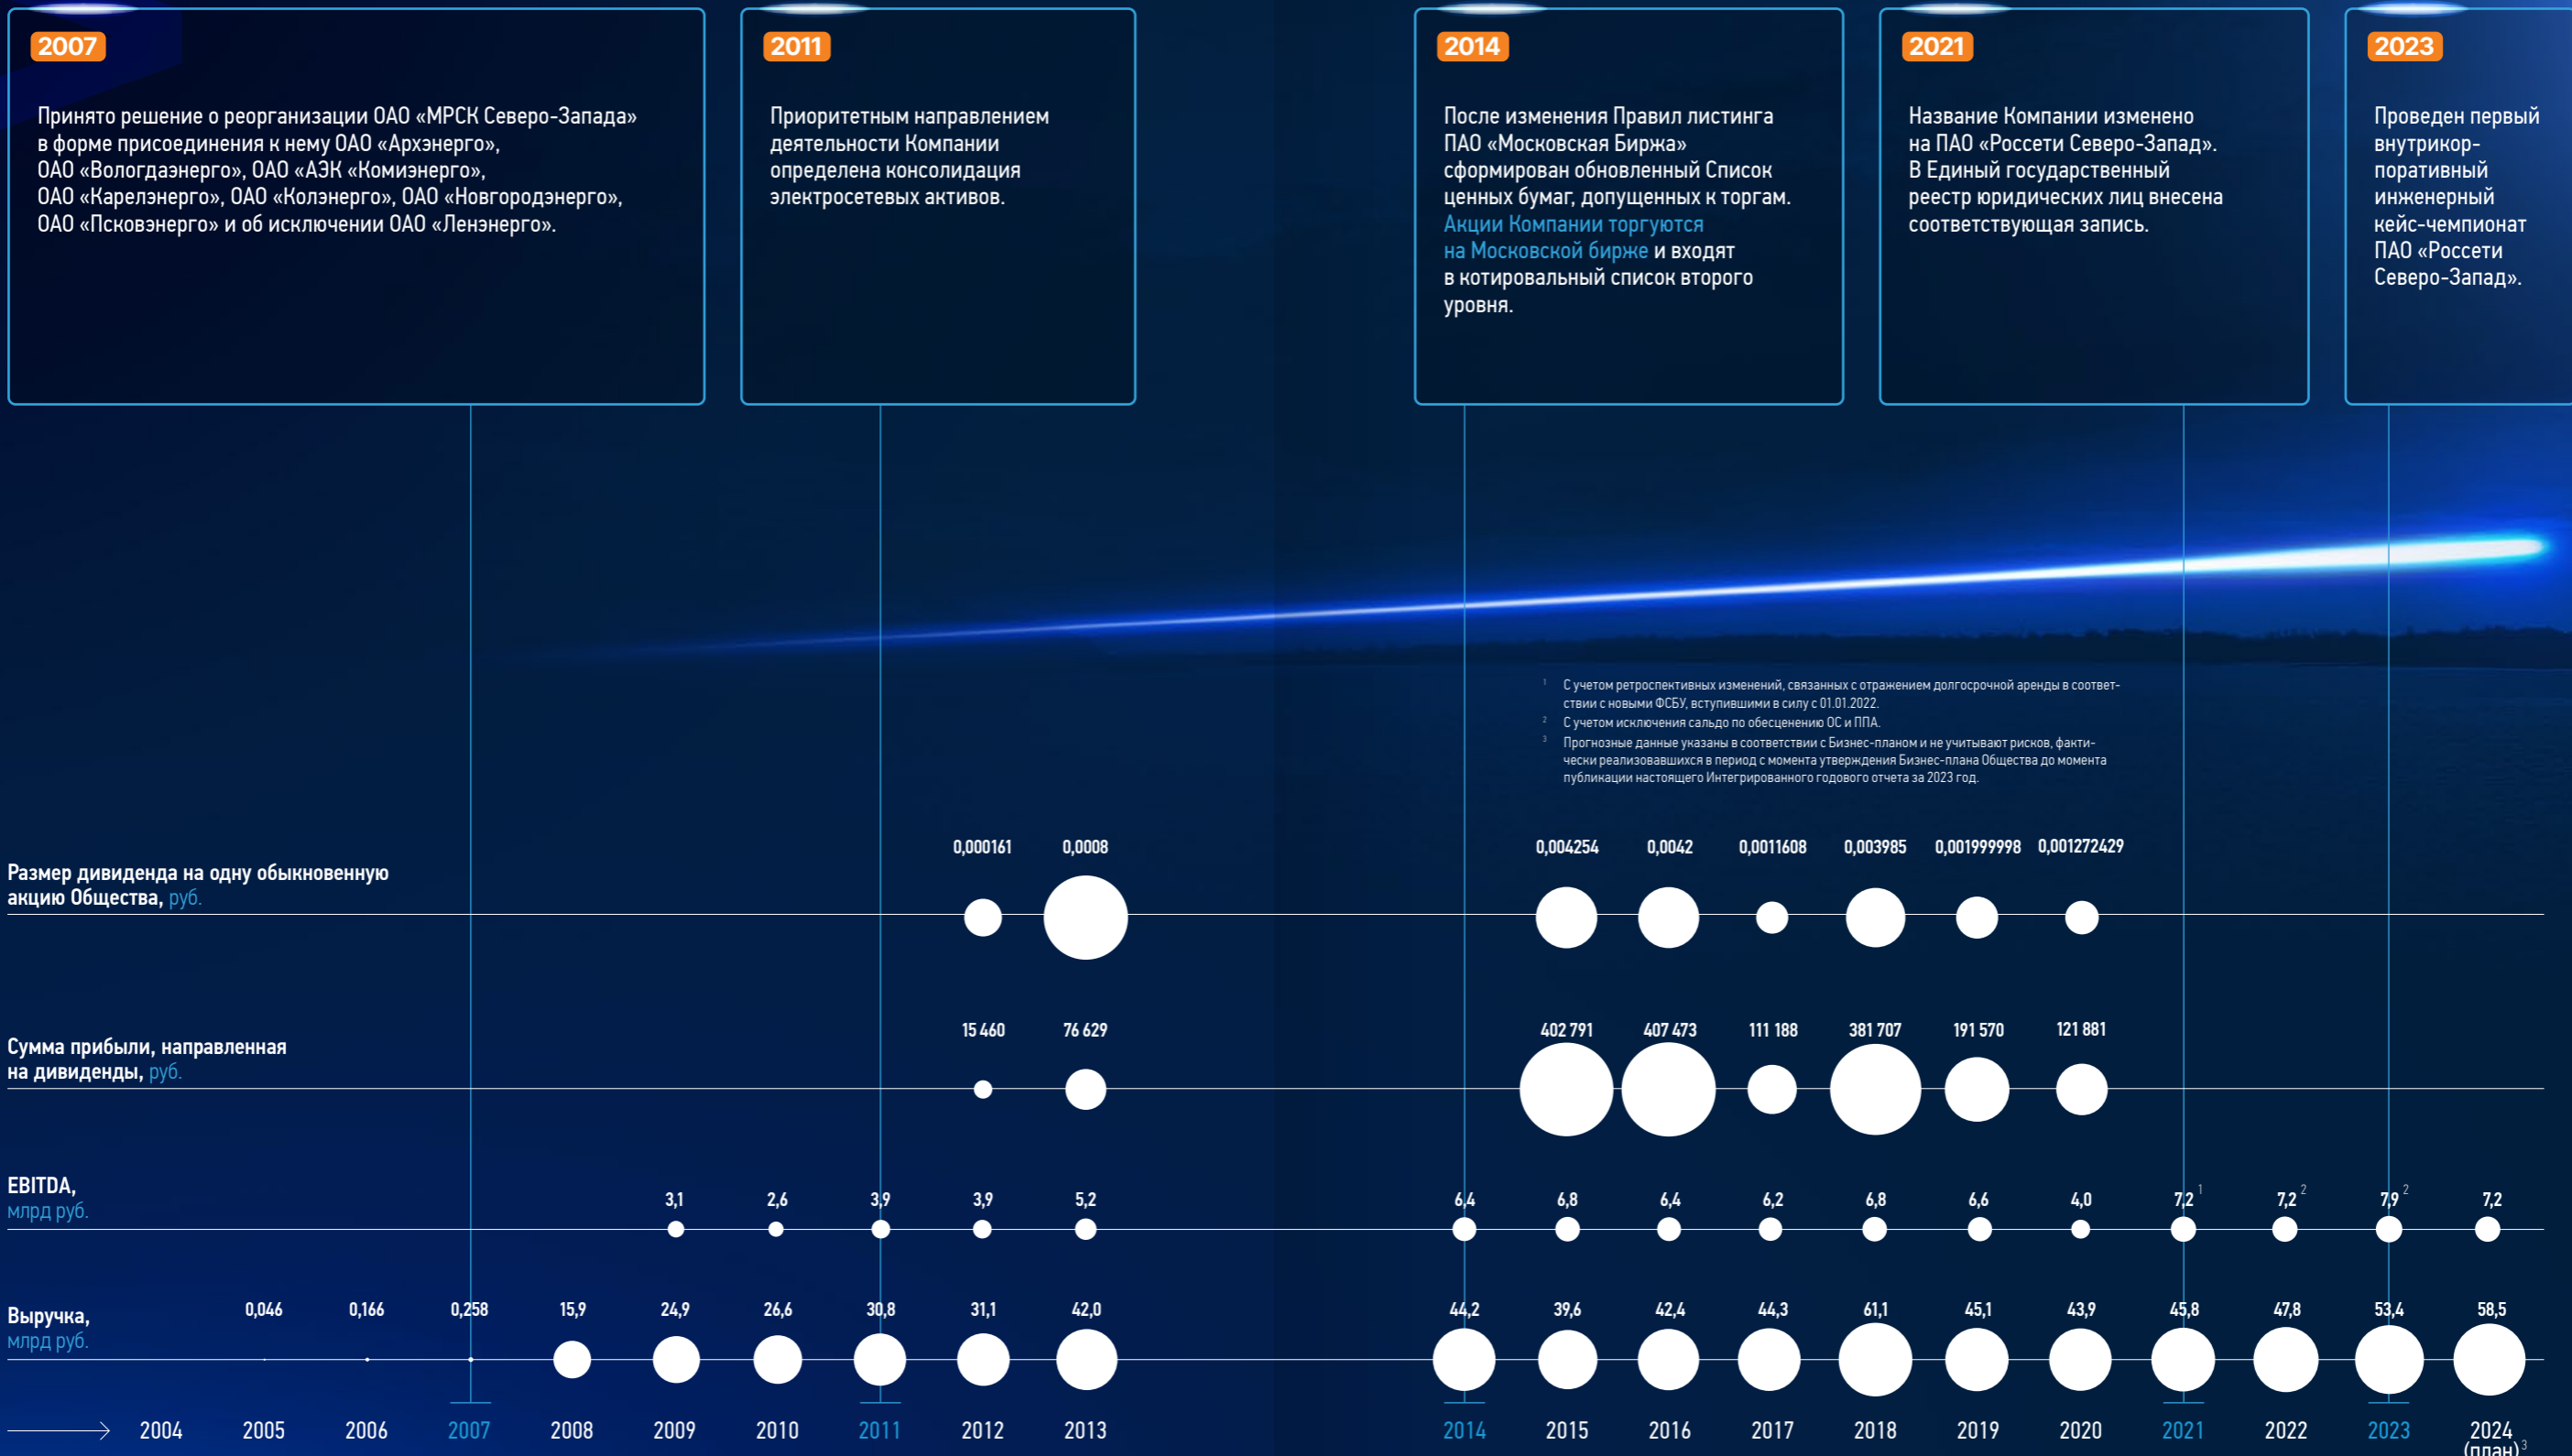 2007
Принято решение о реорганизации ОАО «МРСК Северо-Запада»
в форме присоединения к нему ОАО «Архэнерго»,
ОАО «Вологдаэнерго», ОАО «АЭК «Комиэнерго»,
ОАО «Карелэнерго», ОАО «Колэнерго», ОАО «Новгородэнерго»,
ОАО «Псковэнерго» и об исключении ОАО «Ленэнерго».
2011
Приоритетным направлением
деятельности Компании
определена консолидация
электросетевых активов.
2014
После изменения Правил листинга
ПАО «Московская Биржа»
сформирован обновленный Список
ценных бумаг, допущенных к торгам.
Акции Компании торгуются
на Московской бирже и входят
в котировальный список второго
уровня.
2021
Название Компании изменено
на ПАО «Россети Северо-Запад».
В Единый государственный
реестр юридических лиц внесена
соответствующая запись.
2023
Проведен первый
внутрикор-
поративный
инженерный
кейс-чемпионат
ПАО «Россети
Северо-Запад».
1 С учетом ретроспективных изменений, связанных с отражением долгосрочной аренды в соответ-
ствии с новыми ФСБУ, вступившими в силу с 01.01.2022.
2 С учетом исключения сальдо по обесценению ОС и ППА.
3 Прогнозные данные указаны в соответствии с Бизнес-планом и не учитывают рисков, факти-
чески реализовавшихся в период с момента утверждения Бизнес-плана Общества до момента
публикации настоящего Интегрированного годового отчета за 2023 год.
Размер дивиденда на одну обыкновенную
акцию Общества, руб.
0,000161 0,0008 0,004254 0,0042 0,0011608 0,003985 0,001999998 0,001272429
Сумма прибыли, направленная
на дивиденды, руб.
15 460 76 629 402 791 407 473 111 188 381 707 191 570 121 881
EBITDA,
млрд руб.
3,1 2,6 3,9 3,9 5,2 6,4 6,8 6,4 6,2 6,8 6,6 4,0 7,2 1 7,2 2 7,9 2 7,2
Выручка,
млрд руб.
0,046 0,166 0,258 15,9 24,9 26,6 30,8 31,1 42,0 44,2 39,6 42,4 44,3 61,1 45,1 43,9 45,8 47,8 53,4 58,5
2004 2005 2006 2007 2008 2009 2010 2011 2012 2013 2014 2015 2016 2017 2018 2019 2020 2021 2022 2023 2024
(план) 3